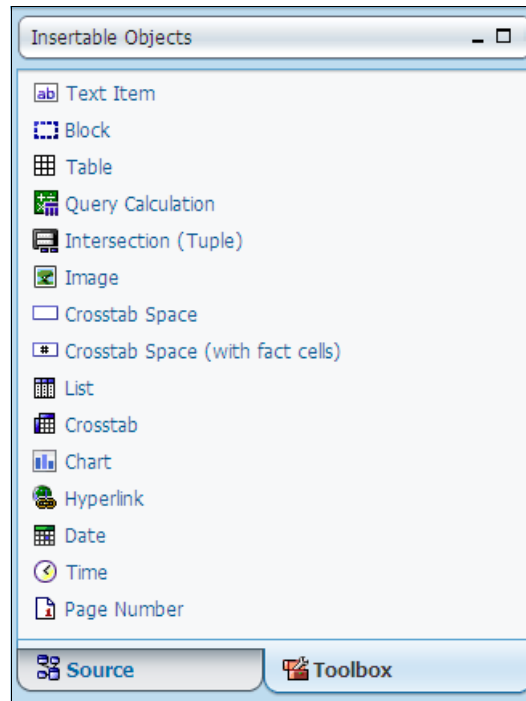 Insertable Objects
ab Text Item
Block
Table
Query Calculation
Intersection (Tuple)
Image
Crosstab Space
# Crosstab Space (with fact cells)
List
Crosstab
Chart
Hyperlink
Date
Time
1 Page Number
Source
Toolbox